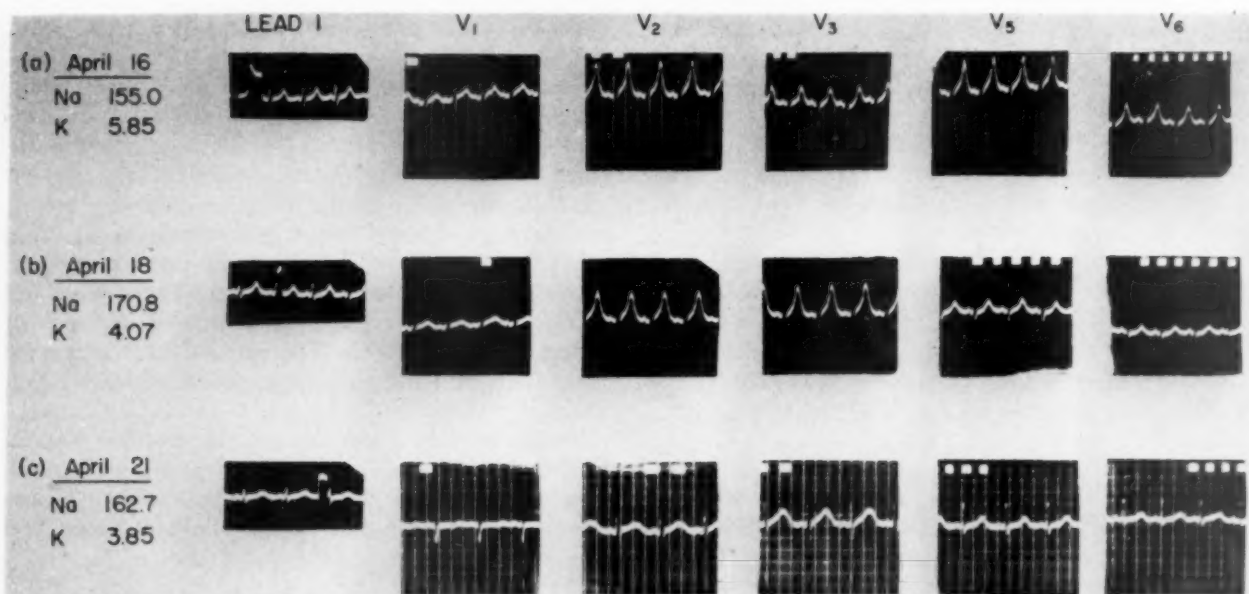 LEAD I V₁ V₂ V₃ V₅ V₆
(a) April 16
Na 155.0
K 5.85
(b) April 18
Na 170.8
K 4.07
(c) April 21
Na 162.7
K 3.85